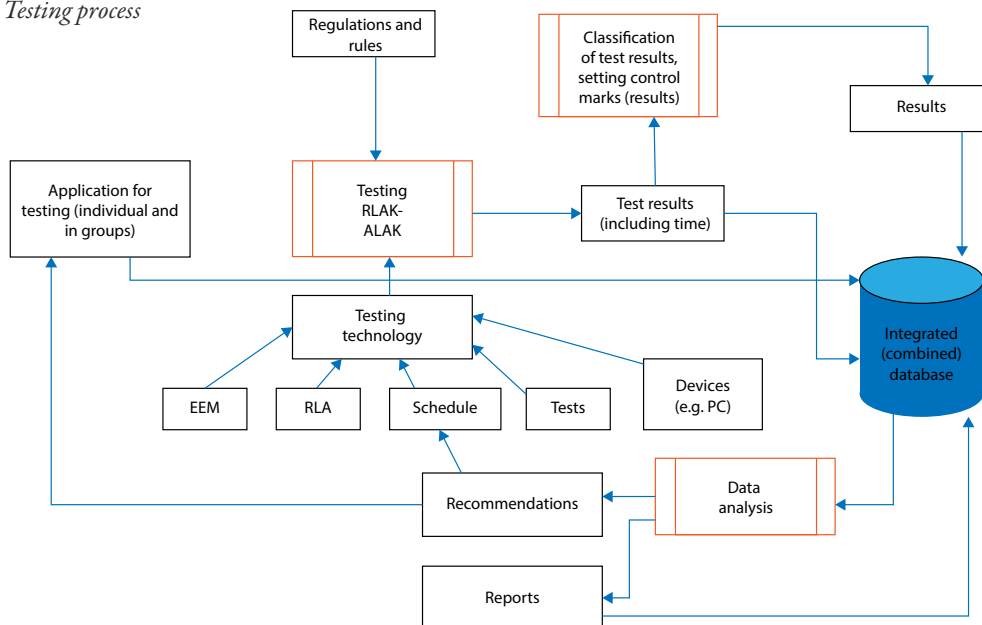 Testing process
Regulations and
rules
Classification
of test results,
setting control
marks (results)
Results
Application for
testing (individual and
in groups)
Testing
RLAK-
ALAK
Test results
(including time)
Testing
technology
Integrated
(combined)
database
EEM
RLA
Schedule
Tests
Devices
(e.g. PC)
Recommendations
Data
analysis
Reports